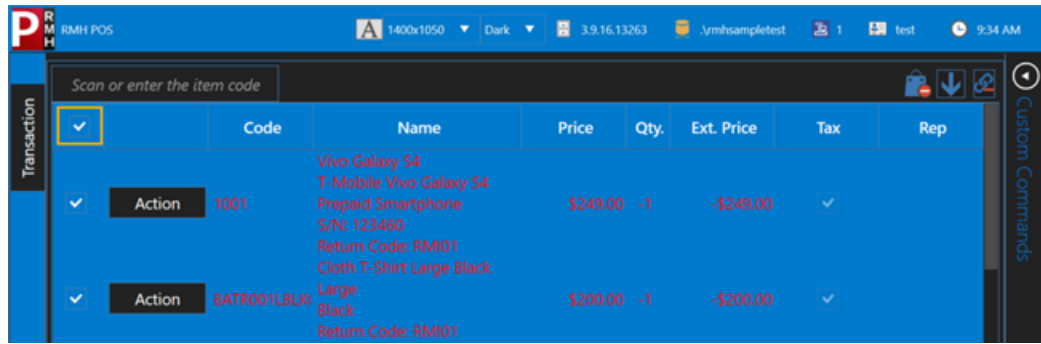 P RMH RMH POS A 1400x1050 Dark 3.9.16.13263 .\rmhsampletest 1 test 9:34 AM
Scan or enter the item code
Transaction
Custom Commands
Code Name Price Qty. Ext. Price Tax Rep
Vivo Galaxy S4
T-Mobile Vivo Galaxy S4
Action 1001 Prepaid Smartphone $249.00 -1 -$249.00
S/N: 123460
Return Code: RMI01
Cloth T-Shirt Large Black
Action BATR001LBLK Large $200.00 -1 -$200.00
Black
Return Code: RMI01